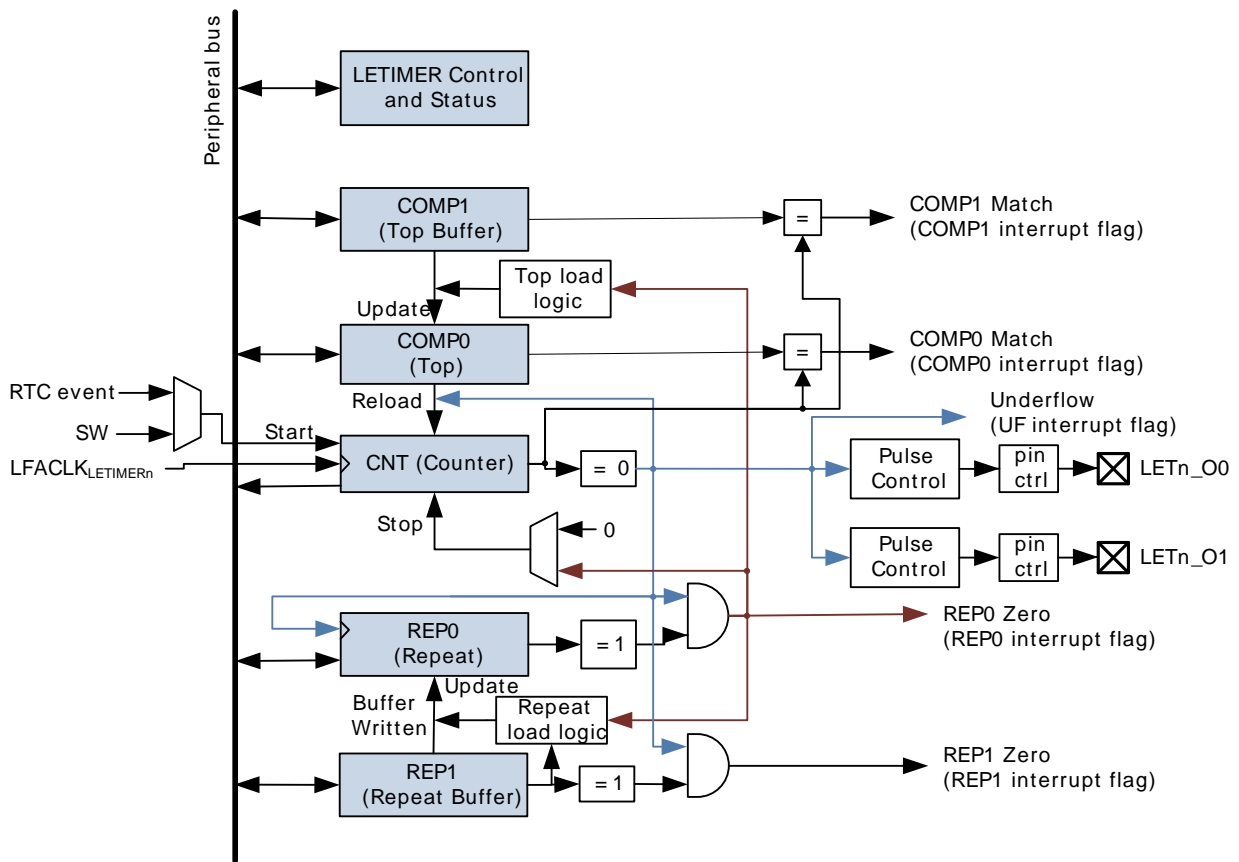 Peripheral bus
LETIMER Control
and Status
COMP1
(Top Buffer)
=
COMP1 Match
(COMP1 interrupt flag)
Top load
logic
Update
COMP0
(Top)
=
COMP0 Match
(COMP0 interrupt flag)
RTC event
SW
LFACLKLETIMERn
Start
Reload
CNT (Counter)
= 0
Underflow
(UF interrupt flag)
Pulse
Control
pin
ctrl
LETn_O0
Stop
0
Pulse
Control
pin
ctrl
LETn_O1
REP0
(Repeat)
= 1
REP0 Zero
(REP0 interrupt flag)
Update
Buffer
Written
Repeat
load logic
REP1
(Repeat Buffer)
= 1
REP1 Zero
(REP1 interrupt flag)